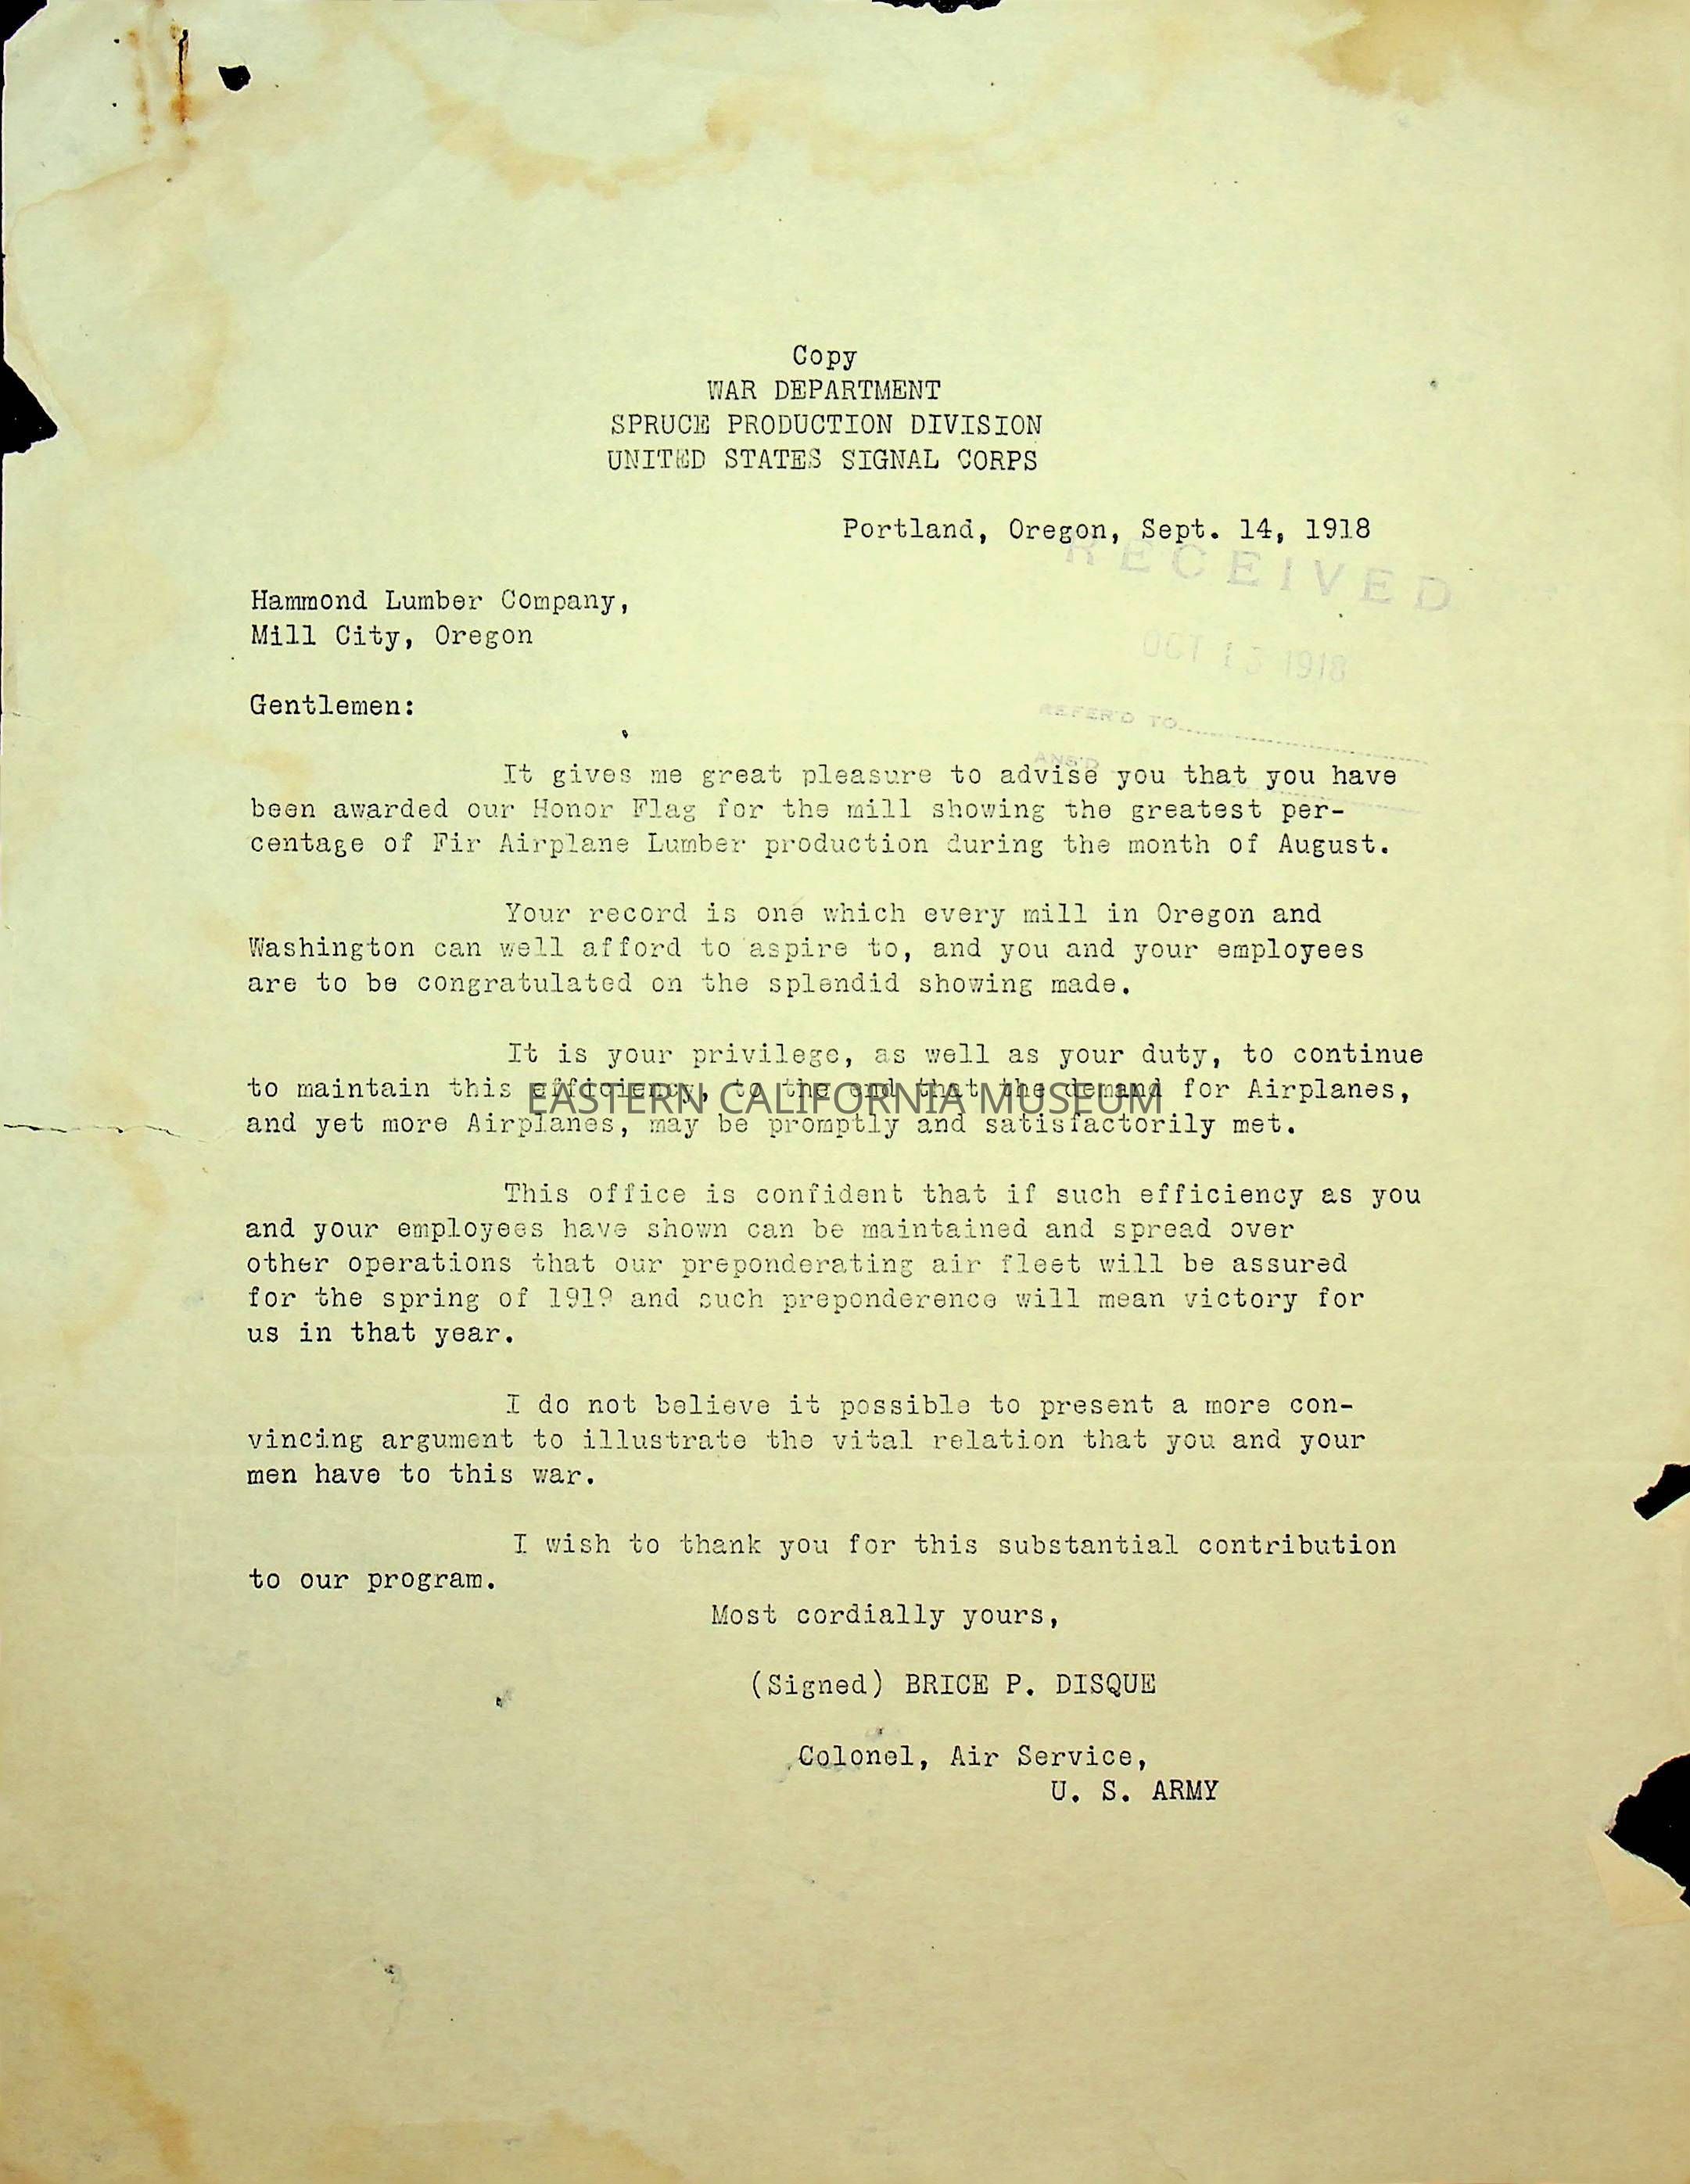 Copy
WAR DEPARTMENT
SPRUCE PRODUCTION DIVISION
UNITED STATES SIGNAL CORPS
Portland, Oregon, Sept. 14, 1918
RECEIVED
Hammond Lumber Company,
Mill City, Oregon
OCT 1 1918
Gentlemen:
REFER'D TO
ANS'D
It gives me great pleasure to advise you that you have
been awarded our Honor Flag for the mill showing the greatest per-
centage of Fir Airplane Lumber production during the month of August.
Your record is one which every mill in Oregon and
Washington can well afford to aspire to, and you and your employees
are to be congratulated on the splendid showing made.
It is your privilege, as well as your duty, to continue
to maintain this efficiency, to the end that the demand for Airplanes,
EASTERN CALIFORNIA MUSEUM
and yet more Airplanes, may be promptly and satisfactorily met.
This office is confident that if such efficiency as you
and your employees have shown can be maintained and spread over
other operations that our preponderating air fleet will be assured
for the spring of 1919 and such preponderence will mean victory for
us in that year.
I do not believe it possible to present a more con-
vincing argument to illustrate the vital relation that you and your
men have to this war.
I wish to thank you for this substantial contribution
to our program.
Most cordially yours,
(Signed) BRICE P. DISQUE
Colonel, Air Service,
U. S. ARMY